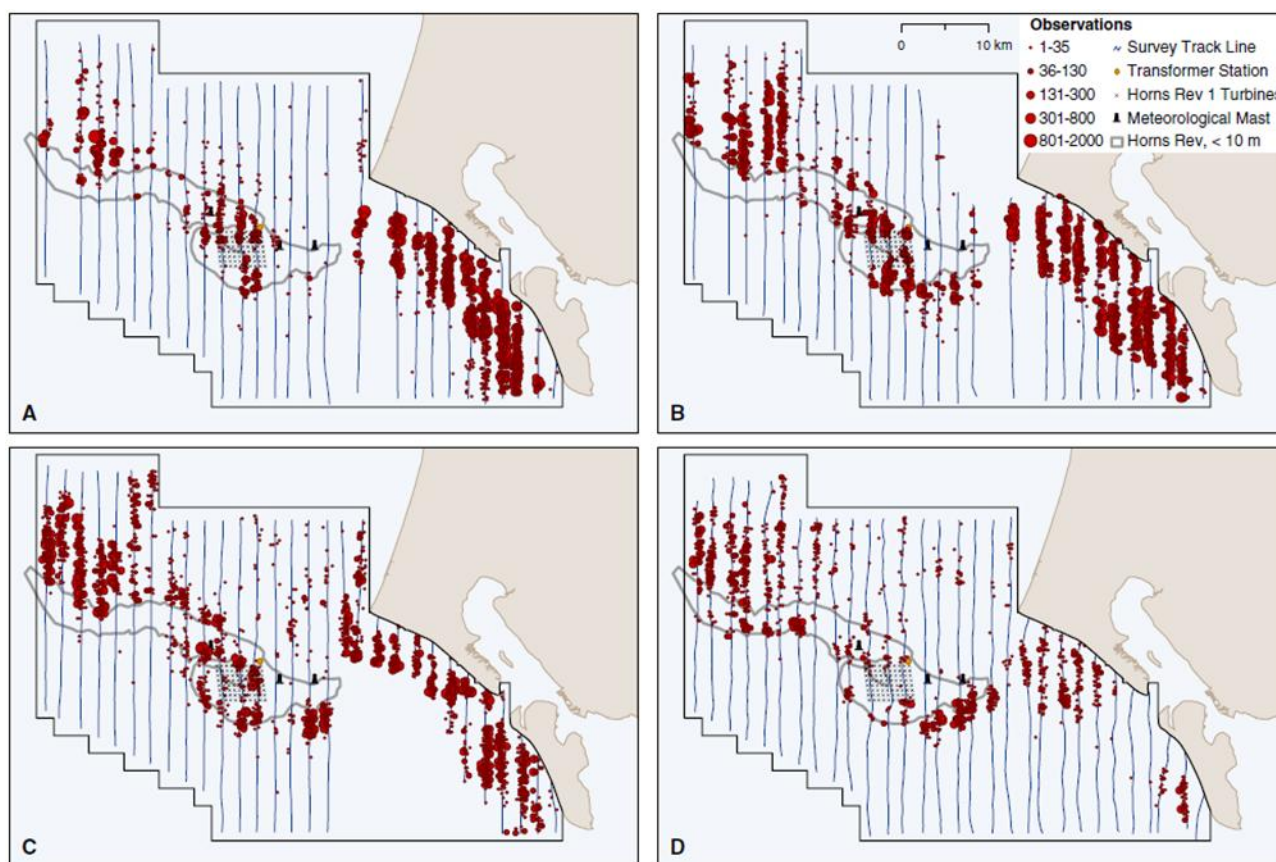 Observations
1-35
Survey Track Line
36-130
Transformer Station
131-300
Horns Rev 1 Turbines
301-800
Meteorological Mast
801-2000
Horns Rev, < 10 m
0 10 km
A
B
C
D